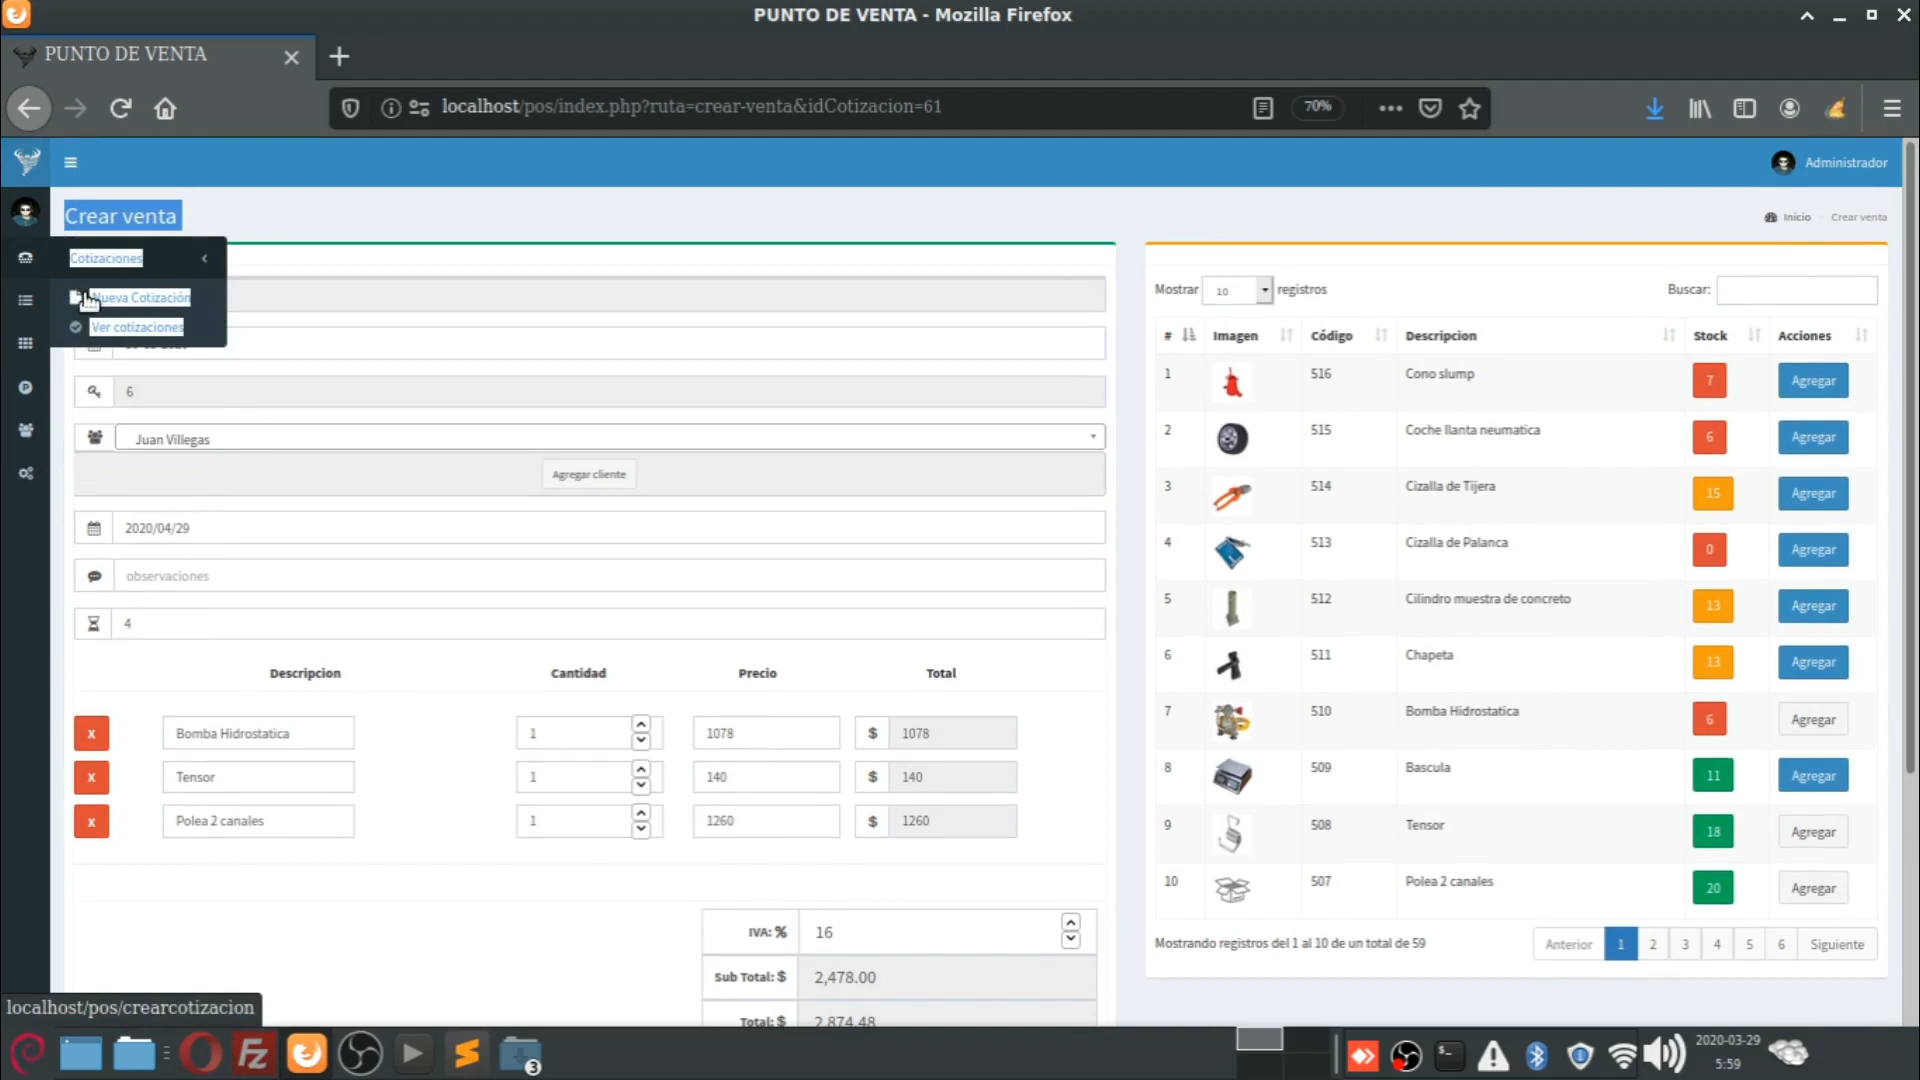 PUNTO DE VENTA - Mozilla Firefox
PUNTO DE VENTA
localhost/pos/index.php?ruta=crear-venta&idCotizacion=61
70%
Administrador
Crear venta
Inicio
Crear venta
Cotizaciones
Nueva Cotización
Ver cotizaciones
6
Juan Villegas
Agregar cliente
2020/04/29
observaciones
4
Descripcion Cantidad Precio Total
x Bomba Hidrostatica 1 1078 $ 1078
x Tensor 1 140 $ 140
x Polea 2 canales 1 1260 $ 1260
IVA: % 16
Sub Total: $ 2,478.00
Total: $ 2,874.48
Mostrar 10 registros
Buscar:
# Imagen Código Descripcion Stock Acciones
1 516 Cono slump 7 Agregar
2 515 Coche llanta neumatica 6 Agregar
3 514 Cizalla de Tijera 15 Agregar
4 513 Cizalla de Palanca 0 Agregar
5 512 Cilindro muestra de concreto 13 Agregar
6 511 Chapeta 13 Agregar
7 510 Bomba Hidrostatica 6 Agregar
8 509 Bascula 11 Agregar
9 508 Tensor 18 Agregar
10 507 Polea 2 canales 20 Agregar
Mostrando registros del 1 al 10 de un total de 59
Anterior 1 2 3 4 5 6 Siguiente
localhost/pos/crearcotizacion
3
2020-03-29
5:59